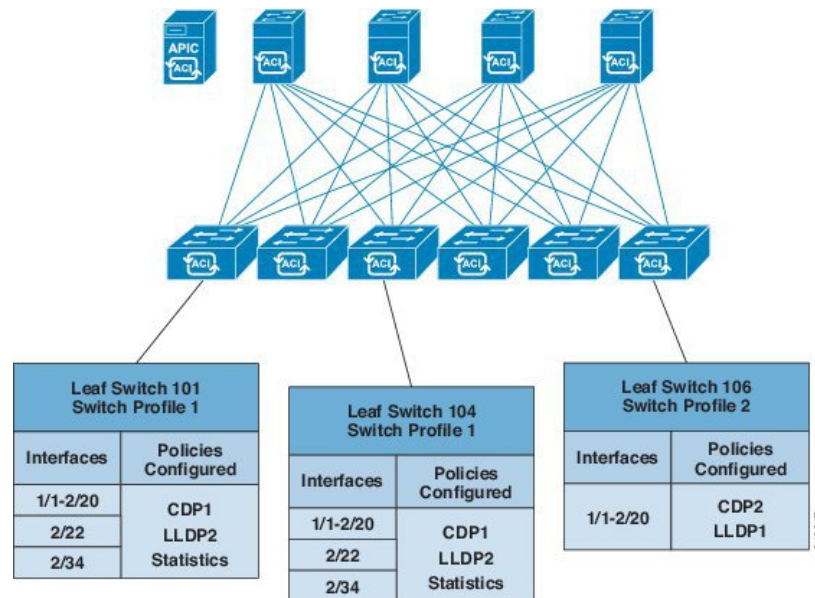 APIC
ACI
ACI
ACI
ACI
ACI
ACI
ACI
ACI
ACI
ACI
ACI
Leaf Switch 101
Switch Profile 1
Interfaces
Policies
Configured
1/1-2/20
2/22
2/34
CDP1
LLDP2
Statistics
Leaf Switch 104
Switch Profile 1
Interfaces
Policies
Configured
1/1-2/20
2/22
2/34
CDP1
LLDP2
Statistics
Leaf Switch 106
Switch Profile 2
Interfaces
Policies
Configured
1/1-2/20
CDP2
LLDP1